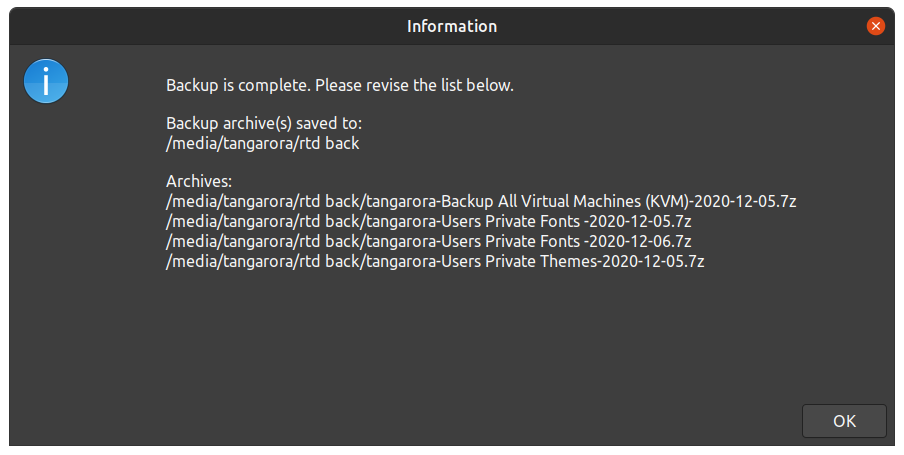 Information
Backup is complete. Please revise the list below.
Backup archive(s) saved to:
/media/tangarora/rtd back
Archives:
/media/tangarora/rtd back/tangarora-Backup All Virtual Machines (KVM)-2020-12-05.7z
/media/tangarora/rtd back/tangarora-Users Private Fonts -2020-12-05.7z
/media/tangarora/rtd back/tangarora-Users Private Fonts -2020-12-06.7z
/media/tangarora/rtd back/tangarora-Users Private Themes-2020-12-05.7z
OK